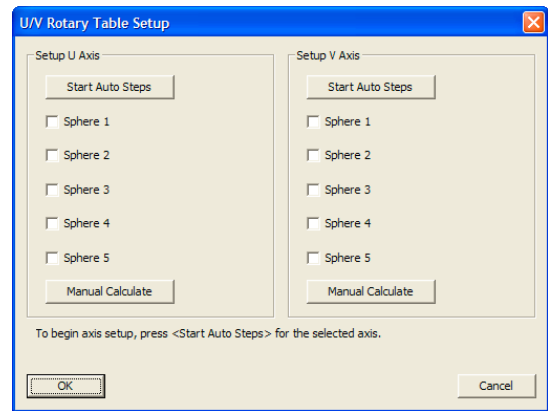 U/V Rotary Table Setup
Setup U Axis
Start Auto Steps
Sphere 1
Sphere 2
Sphere 3
Sphere 4
Sphere 5
Manual Calculate
Setup V Axis
Start Auto Steps
Sphere 1
Sphere 2
Sphere 3
Sphere 4
Sphere 5
Manual Calculate
To begin axis setup, press <Start Auto Steps> for the selected axis.
OK
Cancel